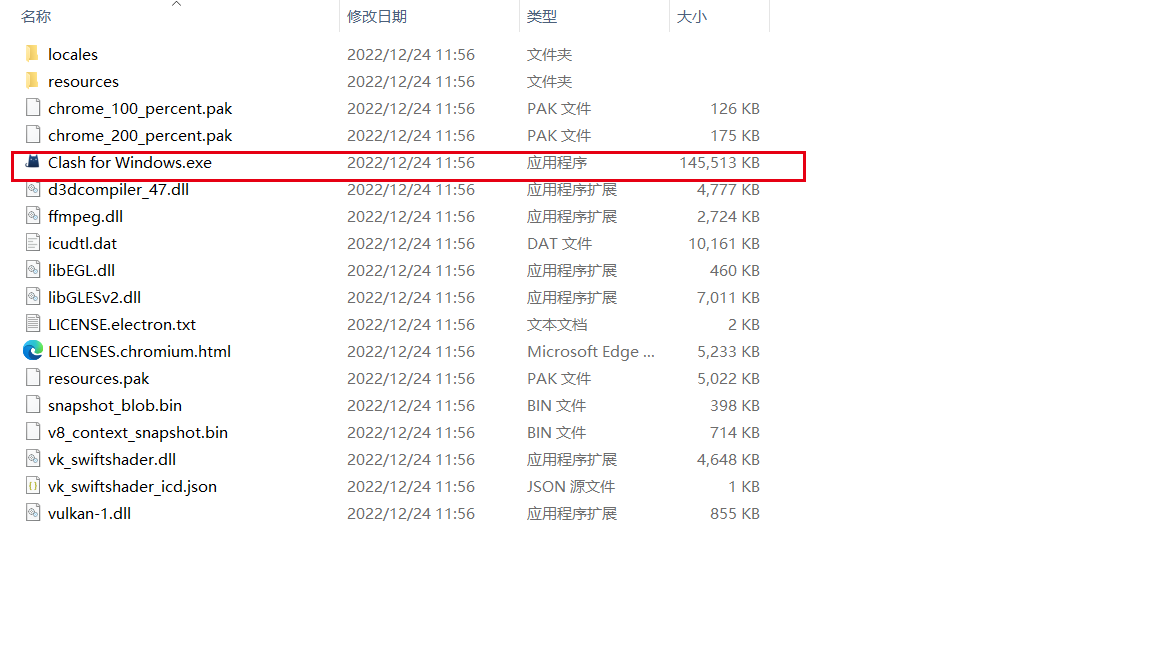 名称 修改日期 类型 大小
locales 2022/12/24 11:56 文件夹
resources 2022/12/24 11:56 文件夹
chrome_100_percent.pak 2022/12/24 11:56 PAK 文件 126 KB
chrome_200_percent.pak 2022/12/24 11:56 PAK 文件 175 KB
Clash for Windows.exe 2022/12/24 11:56 应用程序 145,513 KB
d3dcompiler_47.dll 2022/12/24 11:56 应用程序扩展 4,777 KB
ffmpeg.dll 2022/12/24 11:56 应用程序扩展 2,724 KB
icudtl.dat 2022/12/24 11:56 DAT 文件 10,161 KB
libEGL.dll 2022/12/24 11:56 应用程序扩展 460 KB
libGLESv2.dll 2022/12/24 11:56 应用程序扩展 7,011 KB
LICENSE.electron.txt 2022/12/24 11:56 文本文档 2 KB
LICENSES.chromium.html 2022/12/24 11:56 Microsoft Edge ... 5,233 KB
resources.pak 2022/12/24 11:56 PAK 文件 5,022 KB
snapshot_blob.bin 2022/12/24 11:56 BIN 文件 398 KB
v8_context_snapshot.bin 2022/12/24 11:56 BIN 文件 714 KB
vk_swiftshader.dll 2022/12/24 11:56 应用程序扩展 4,648 KB
vk_swiftshader_icd.json 2022/12/24 11:56 JSON 源文件 1 KB
vulkan-1.dll 2022/12/24 11:56 应用程序扩展 855 KB